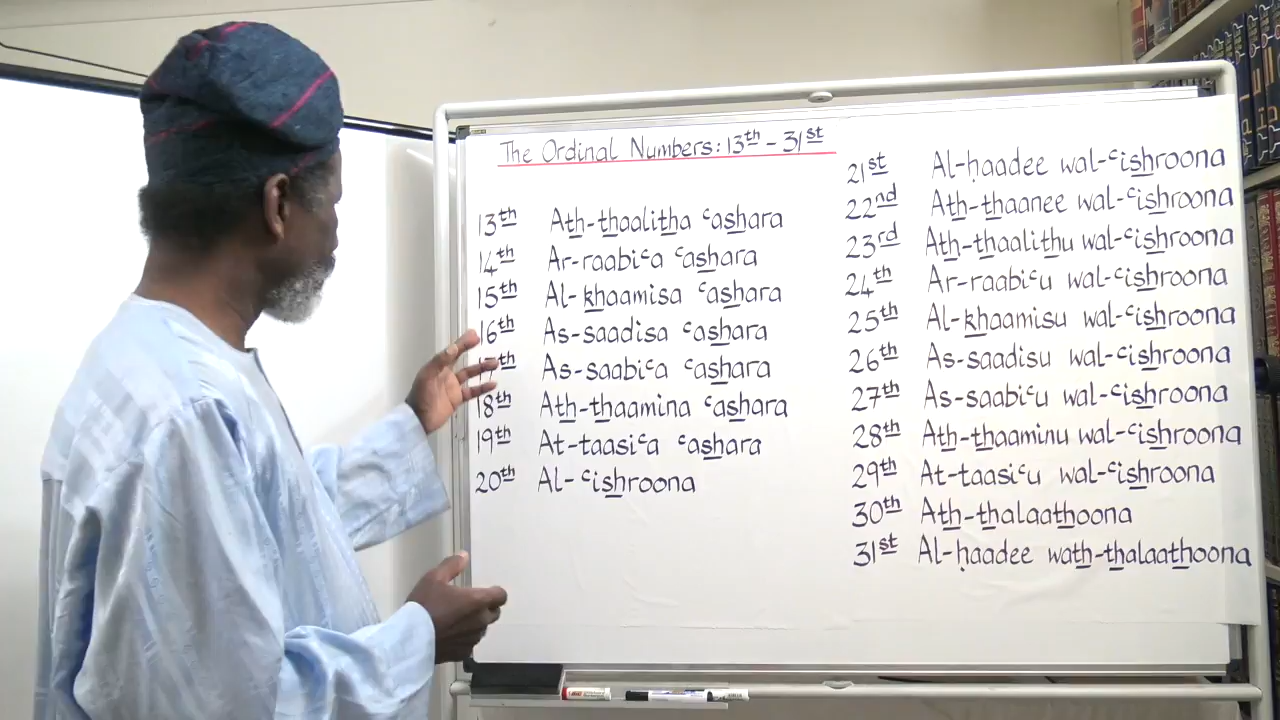 The Ordinal Numbers: 13th - 31st
13th Ath-thaalitha ᶜashara
14th Ar-raabiᶜa ᶜashara
15th Al-khaamisa ᶜashara
16th As-saadisa ᶜashara
17th As-saabiᶜa ᶜashara
18th Ath-thaamina ᶜashara
19th At-taasiᶜa ᶜashara
20th Al-ᶜishroona
21st Al-ḥaadee wal-ᶜishroona
22nd Ath-thaanee wal-ᶜishroona
23rd Ath-thaalithu wal-ᶜishroona
24th Ar-raabiᶜu wal-ᶜishroona
25th Al-khaamisu wal-ᶜishroona
26th As-saadisu wal-ᶜishroona
27th As-saabiᶜu wal-ᶜishroona
28th Ath-thaaminu wal-ᶜishroona
29th At-taasiᶜu wal-ᶜishroona
30th Ath-thalaathoona
31st Al-ḥaadee wath-thalaathoona